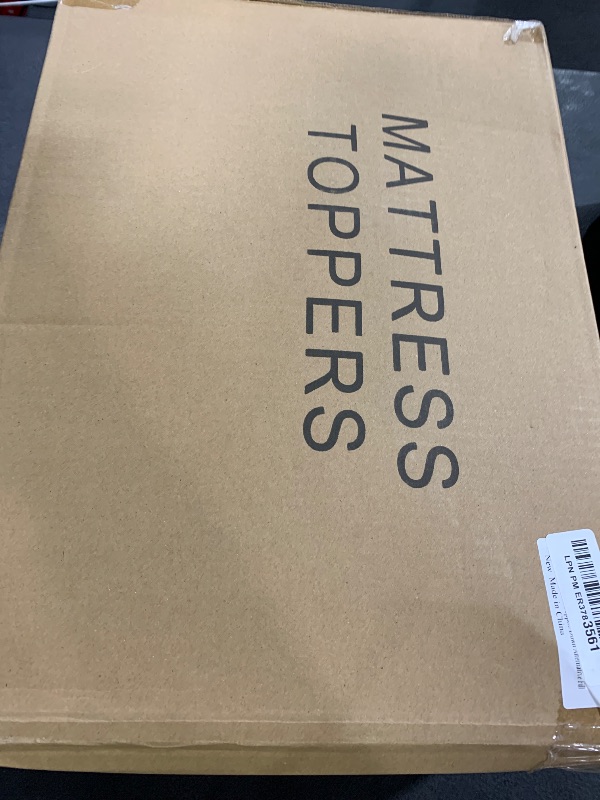 MATTRESS
TOPPERS
LPN PM ER3783561
New Made in China